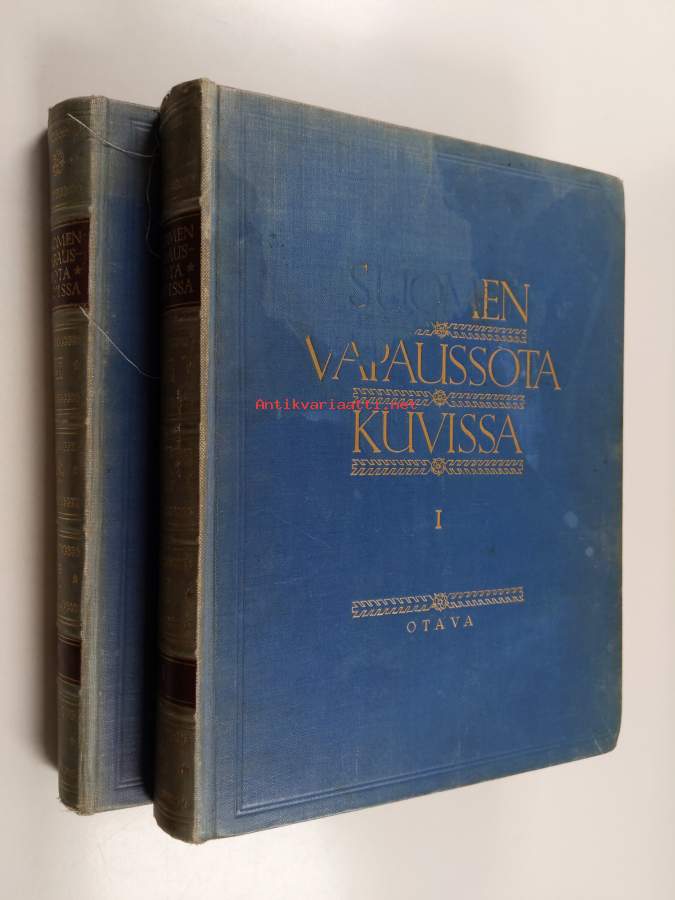 SUOMEN
VAPAUSSOTA
KUVISSA
I
OTAVA
Antikvariaatti.net